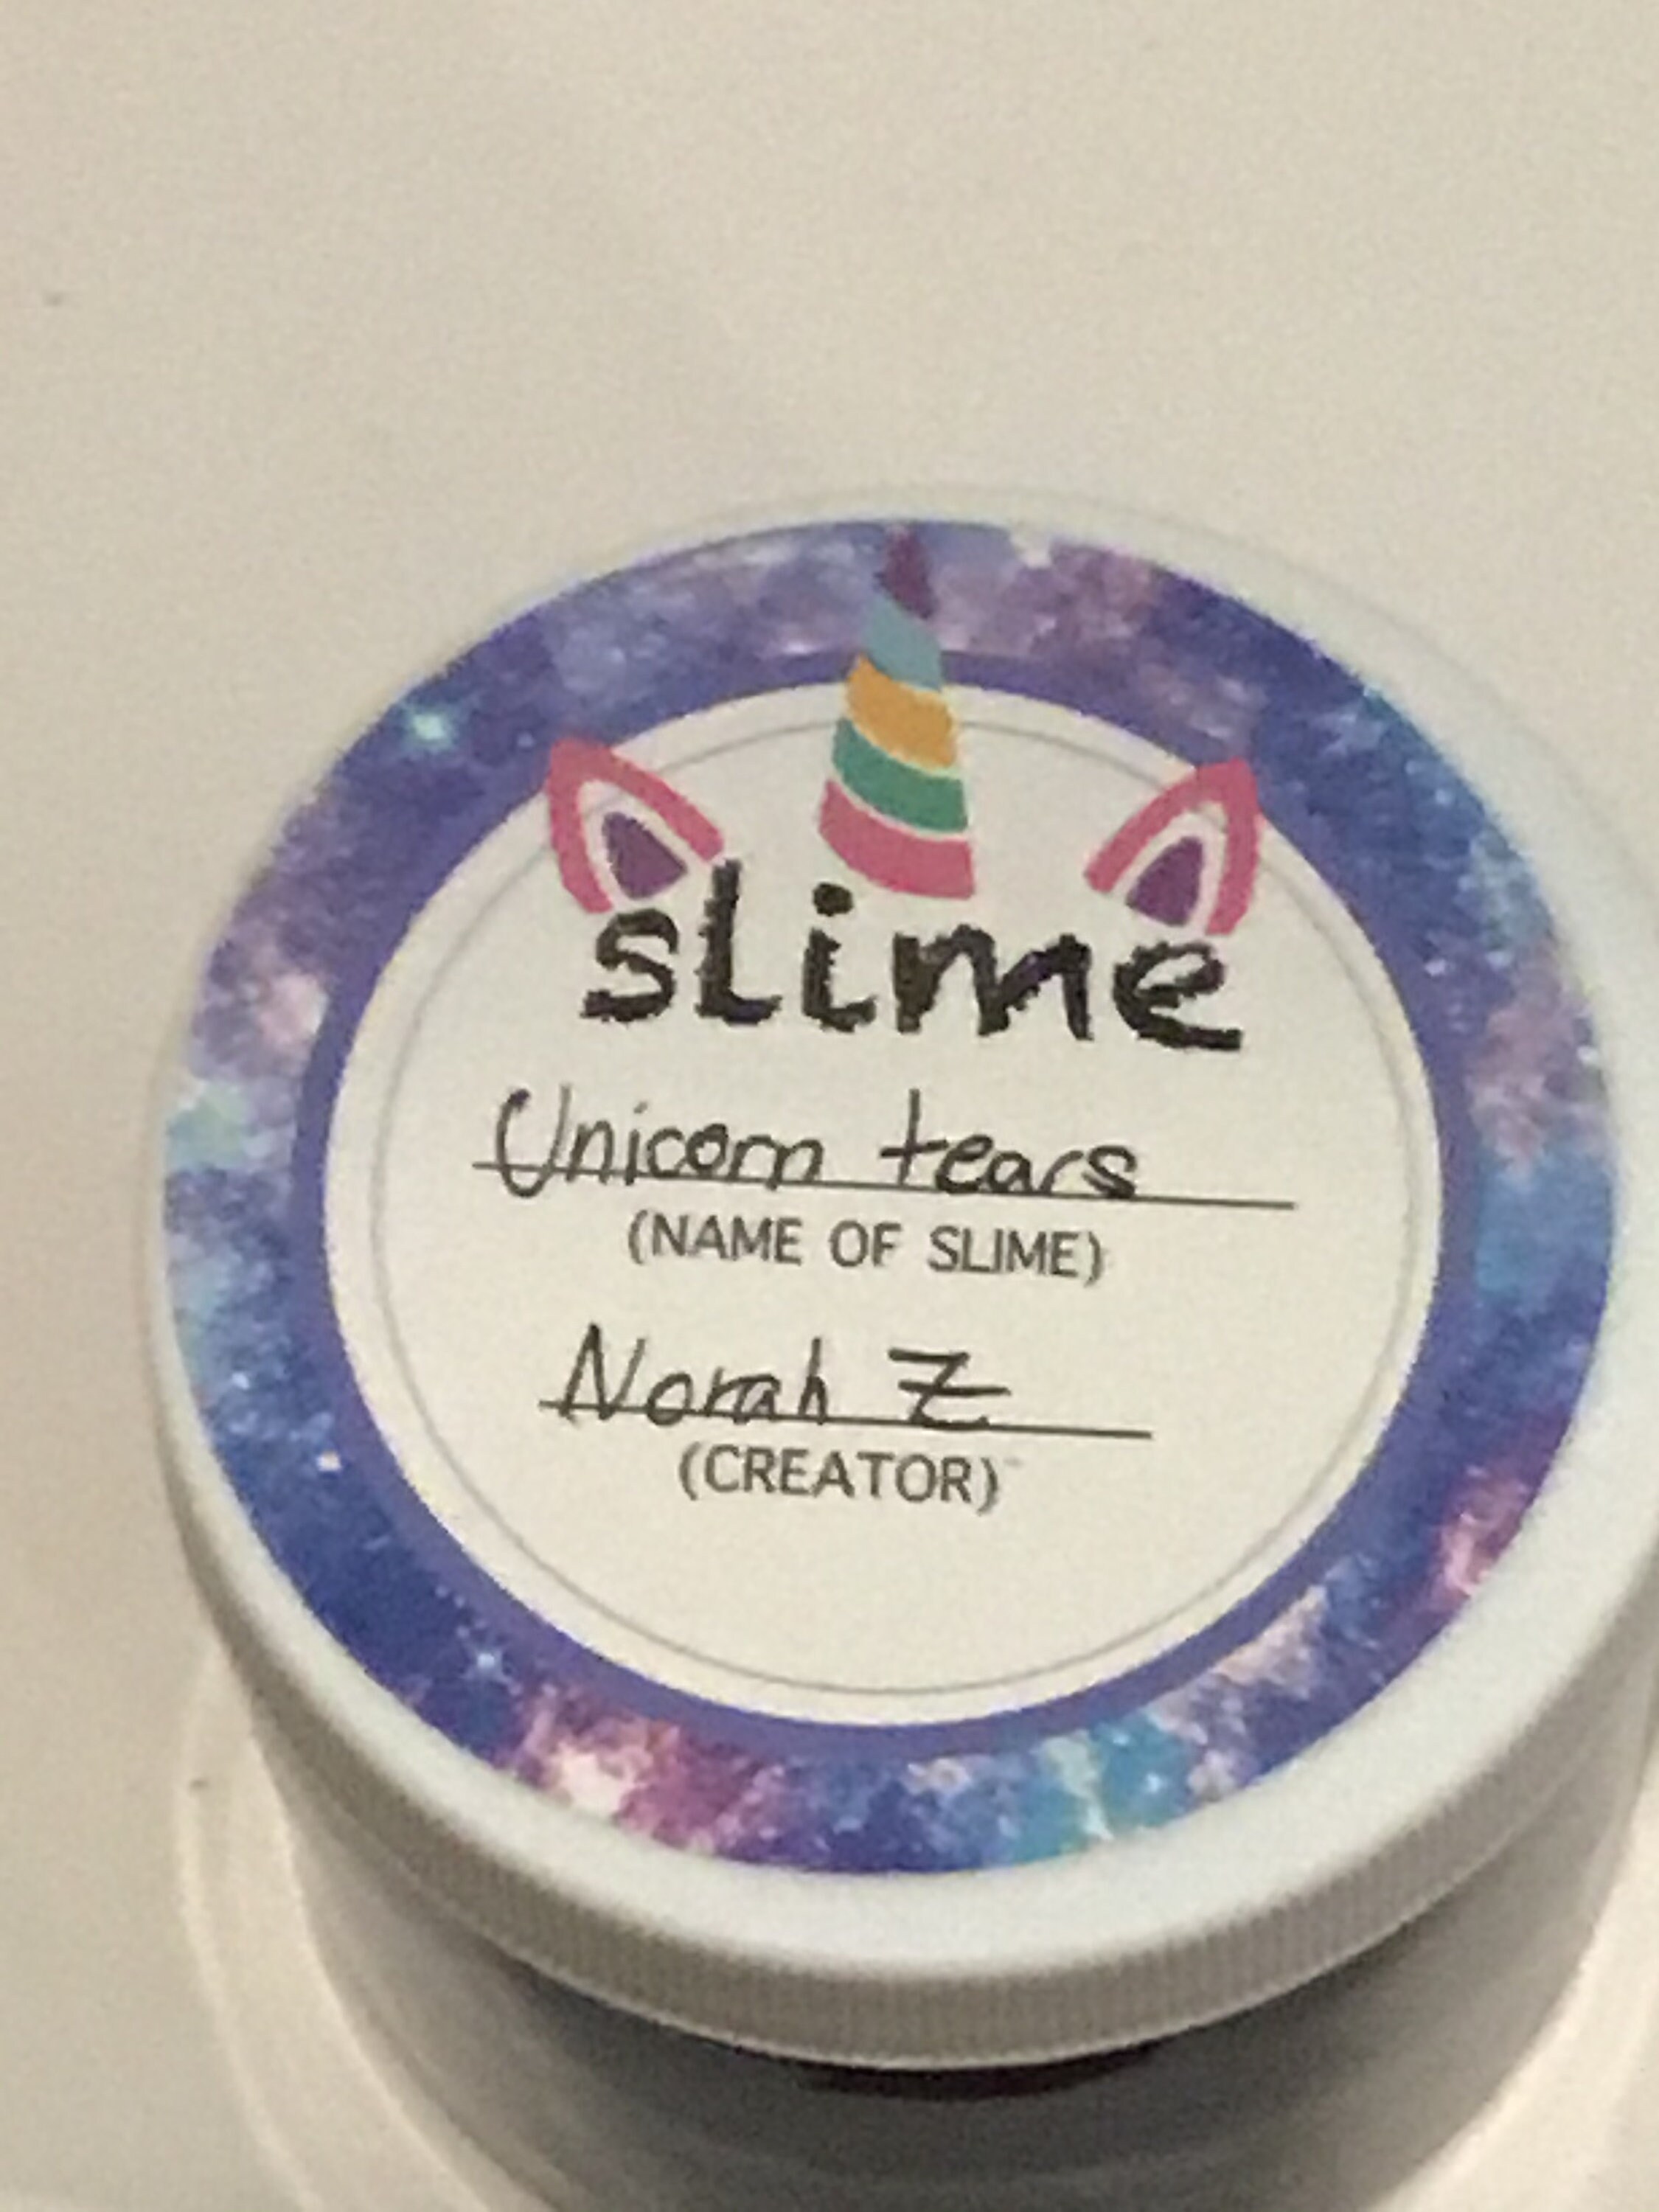 slime
Unicorn tears
(NAME OF SLIME)
Norah Z
(CREATOR)